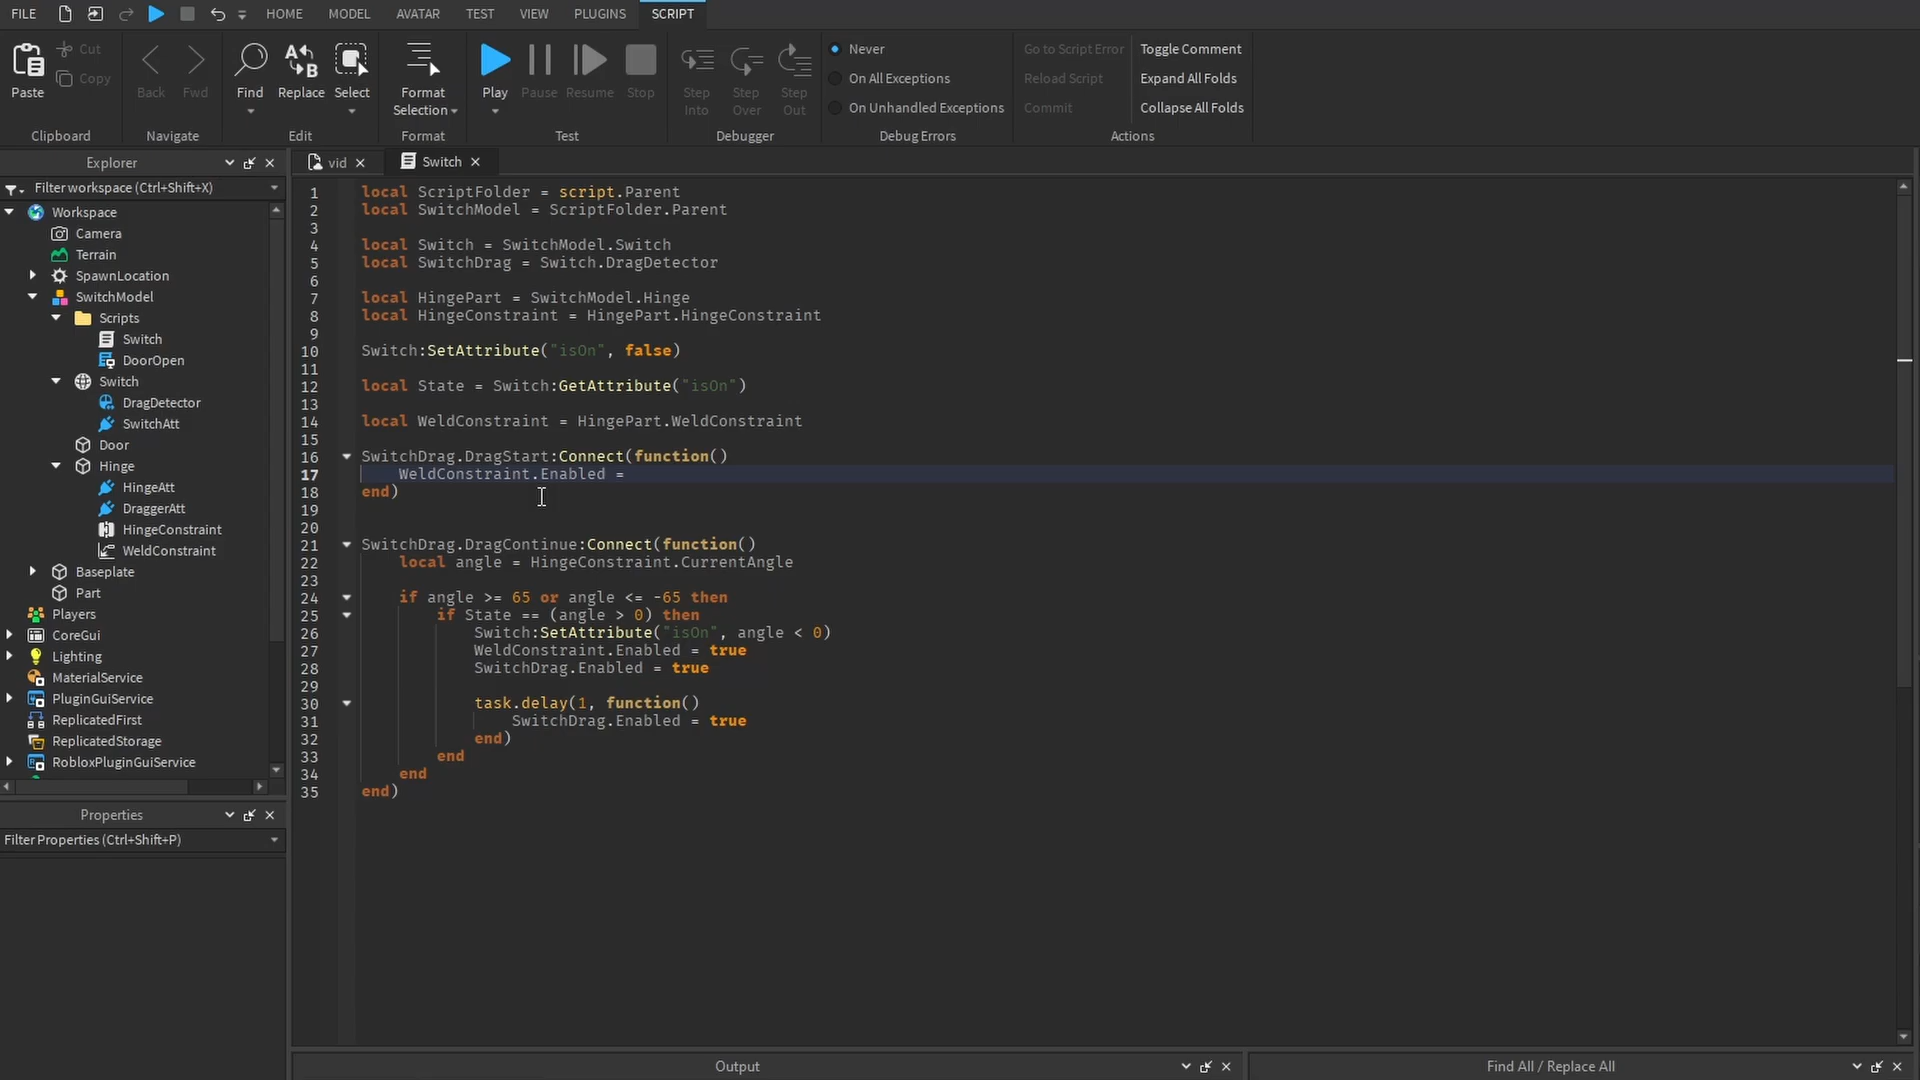 FILE HOME MODEL AVATAR TEST VIEW PLUGINS SCRIPT
Paste Cut Copy
Clipboard
Back Fwd
Navigate
Find Replace Select
Edit
Format Selection
Format
Play Pause Resume Stop
Test
Step Into Step Over Step Out
Debugger
Never
On All Exceptions
On Unhandled Exceptions
Debug Errors
Go to Script Error
Reload Script
Commit
Toggle Comment
Expand All Folds
Collapse All Folds
Actions
Explorer
Filter workspace (Ctrl+Shift+X)
Workspace
Camera
Terrain
SpawnLocation
SwitchModel
Scripts
Switch
DoorOpen
Switch
DragDetector
SwitchAtt
Door
Hinge
HingeAtt
DraggerAtt
HingeConstraint
WeldConstraint
Baseplate
Part
Players
CoreGui
Lighting
MaterialService
PluginGuiService
ReplicatedFirst
ReplicatedStorage
RobloxPluginGuiService
Properties
Filter Properties (Ctrl+Shift+P)
vid
Switch
1 local ScriptFolder = script.Parent
2 local SwitchModel = ScriptFolder.Parent
3
4 local Switch = SwitchModel.Switch
5 local SwitchDrag = Switch.DragDetector
6
7 local HingePart = SwitchModel.Hinge
8 local HingeConstraint = HingePart.HingeConstraint
9
10 Switch:SetAttribute("isOn", false)
11
12 local State = Switch:GetAttribute("isOn")
13
14 local WeldConstraint = HingePart.WeldConstraint
15
16 SwitchDrag.DragStart:Connect(function()
17 WeldConstraint.Enabled =
18 end)
19
20
21 SwitchDrag.DragContinue:Connect(function()
22 local angle = HingeConstraint.CurrentAngle
23
24 if angle >= 65 or angle <= -65 then
25 if State == (angle > 0) then
26 Switch:SetAttribute("isOn", angle < 0)
27 WeldConstraint.Enabled = true
28 SwitchDrag.Enabled = true
29
30 task.delay(1, function()
31 SwitchDrag.Enabled = true
32 end)
33 end
34 end
35 end)
Output
Find All / Replace All